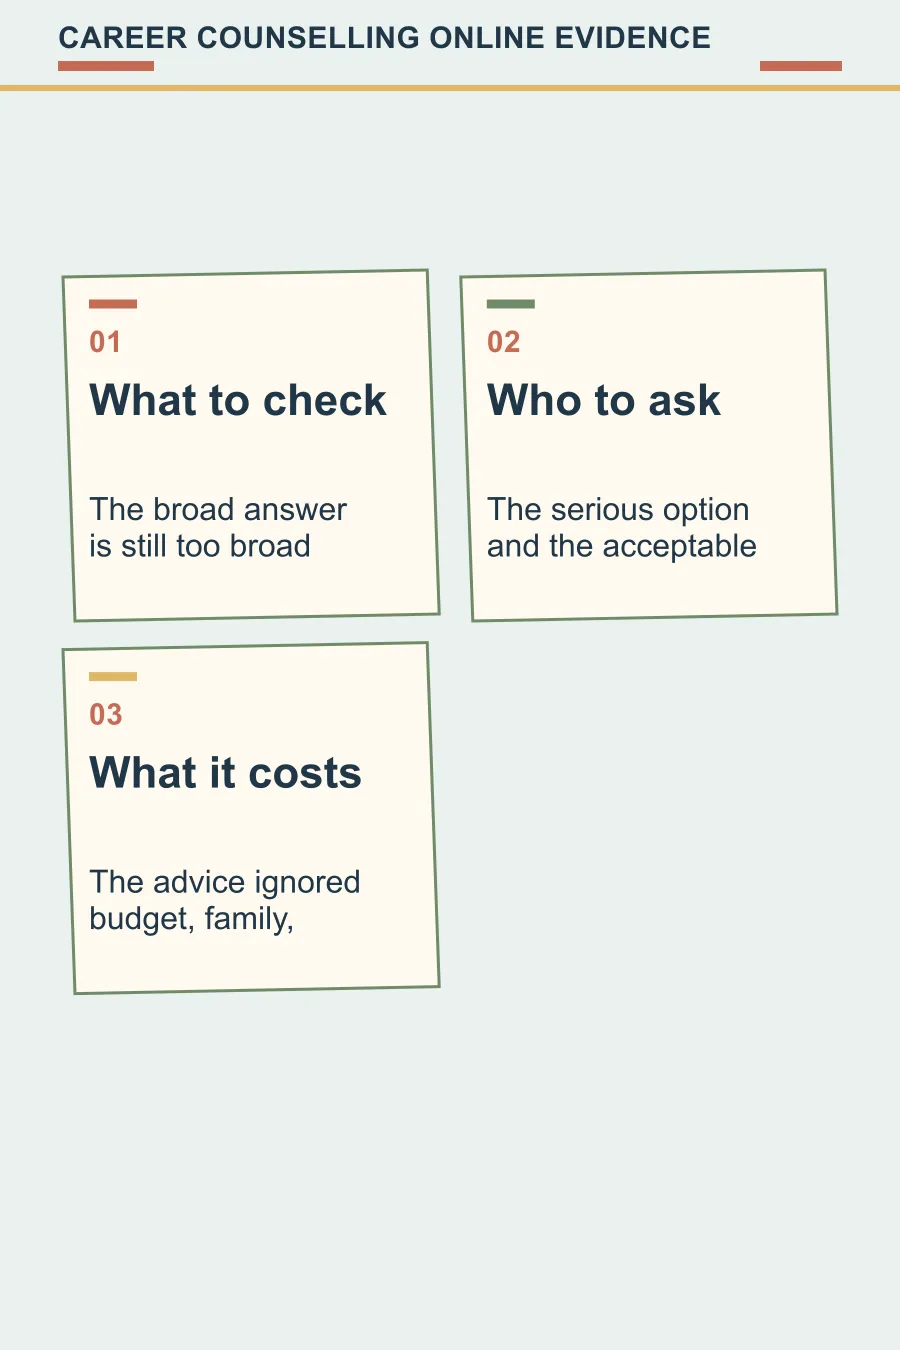 CAREER COUNSELLING ONLINE EVIDENCE
01
What to check
The broad answer
is still too broad
02
Who to ask
The serious option
and the acceptable
03
What it costs
The advice ignored
budget, family,